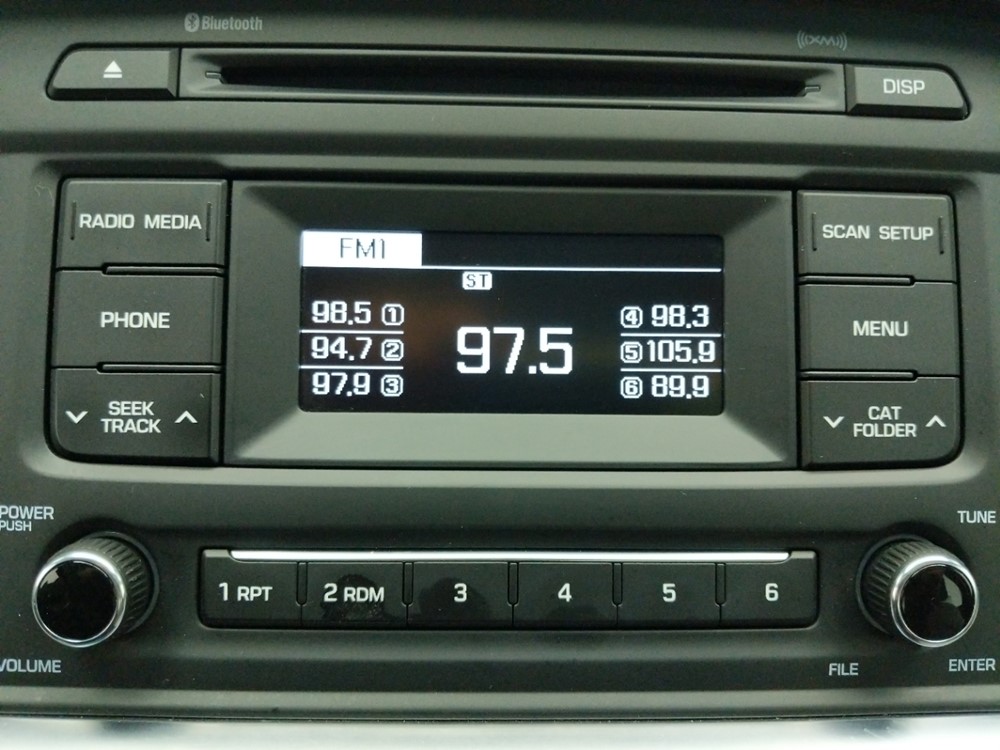 Bluetooth
((XM))
DISP
RADIO MEDIA
SCAN SETUP
FM1
ST
PHONE
MENU
98.5 1
94.7 2
97.9 3
97.5
4 98.3
5 105.9
6 89.9
SEEK
TRACK
CAT
FOLDER
POWER
PUSH
TUNE
1 RPT
2 RDM
3
4
5
6
VOLUME
FILE
ENTER